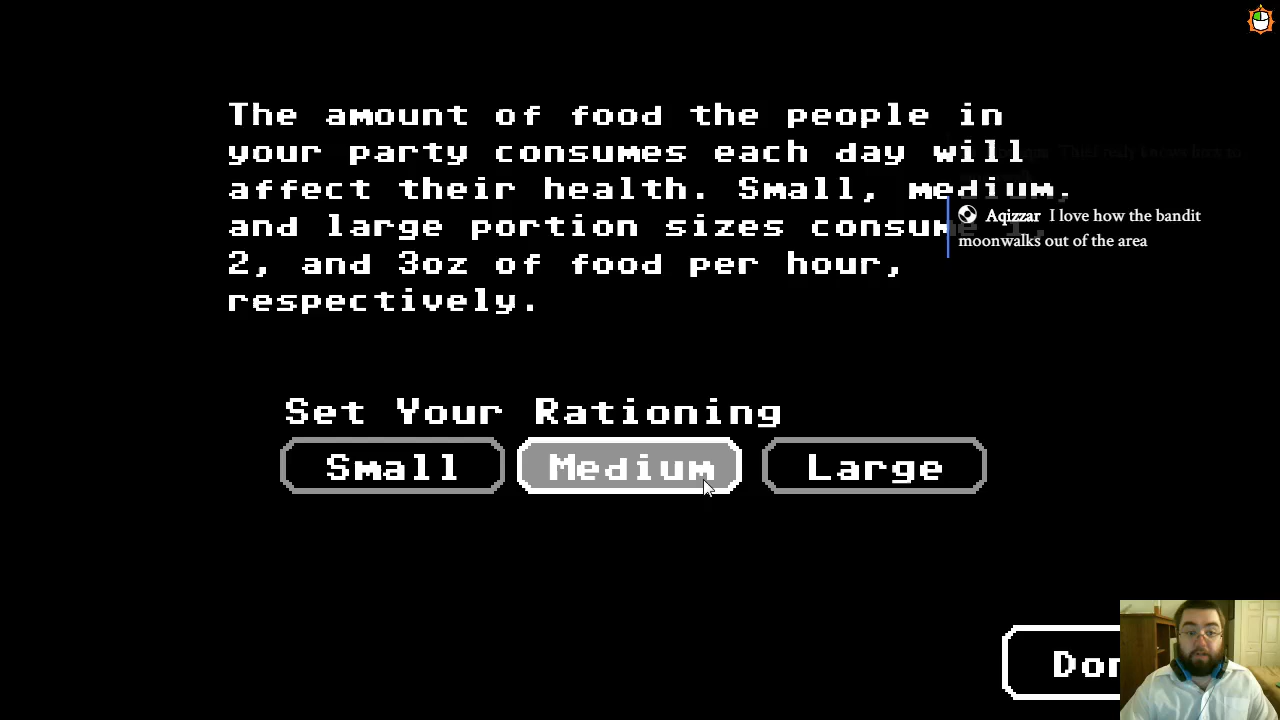 The amount of food the people in
your party consumes each day will
affect their health. Small, medium,
and large portion sizes consume 1,
2, and 3oz of food per hour,
respectively.
Aqizzar I love how the bandit
moonwalks out of the area
Set Your Rationing
Small Medium Large